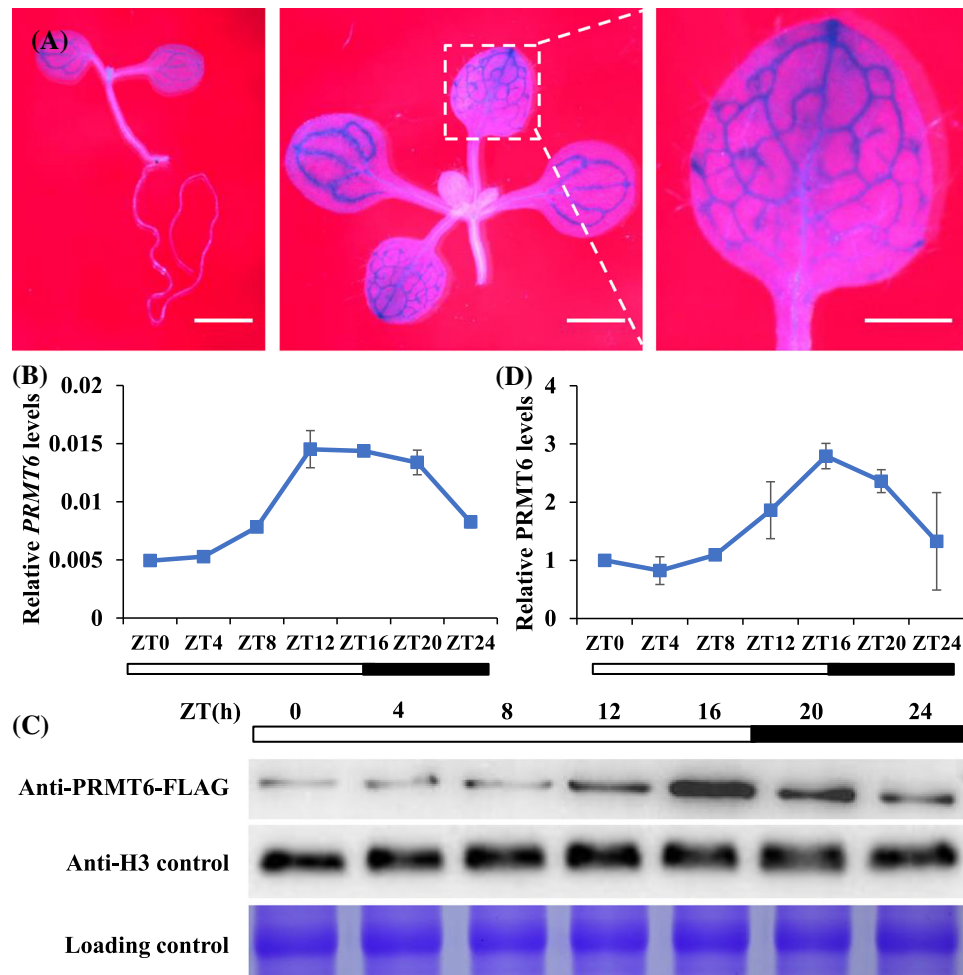 (A)
(B)
0.02
0.015
0.01
0.005
0
Relative PRMT6 levels
ZT0 ZT4 ZT8 ZT12 ZT16 ZT20 ZT24
(D)
4
3
2
1
0
Relative PRMT6 levels
ZT0 ZT4 ZT8 ZT12 ZT16 ZT20 ZT24
(C)
ZT(h) 0 4 8 12 16 20 24
Anti-PRMT6-FLAG
Anti-H3 control
Loading control